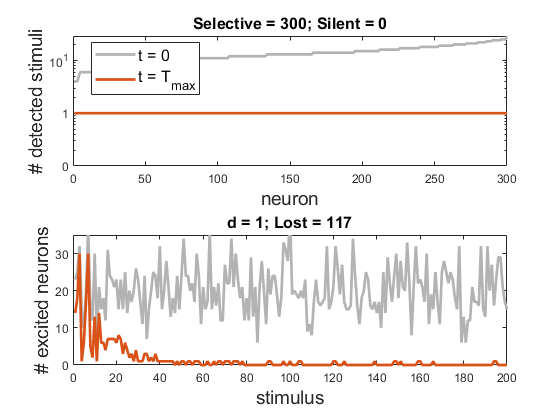 Selective = 300; Silent = 0
# detected stimuli
10^1
1
0
t = 0
t = T_max
0 50 100 150 200 250 300
neuron
d = 1; Lost = 117
# excited neurons
30
20
10
0
0 20 40 60 80 100 120 140 160 180 200
stimulus